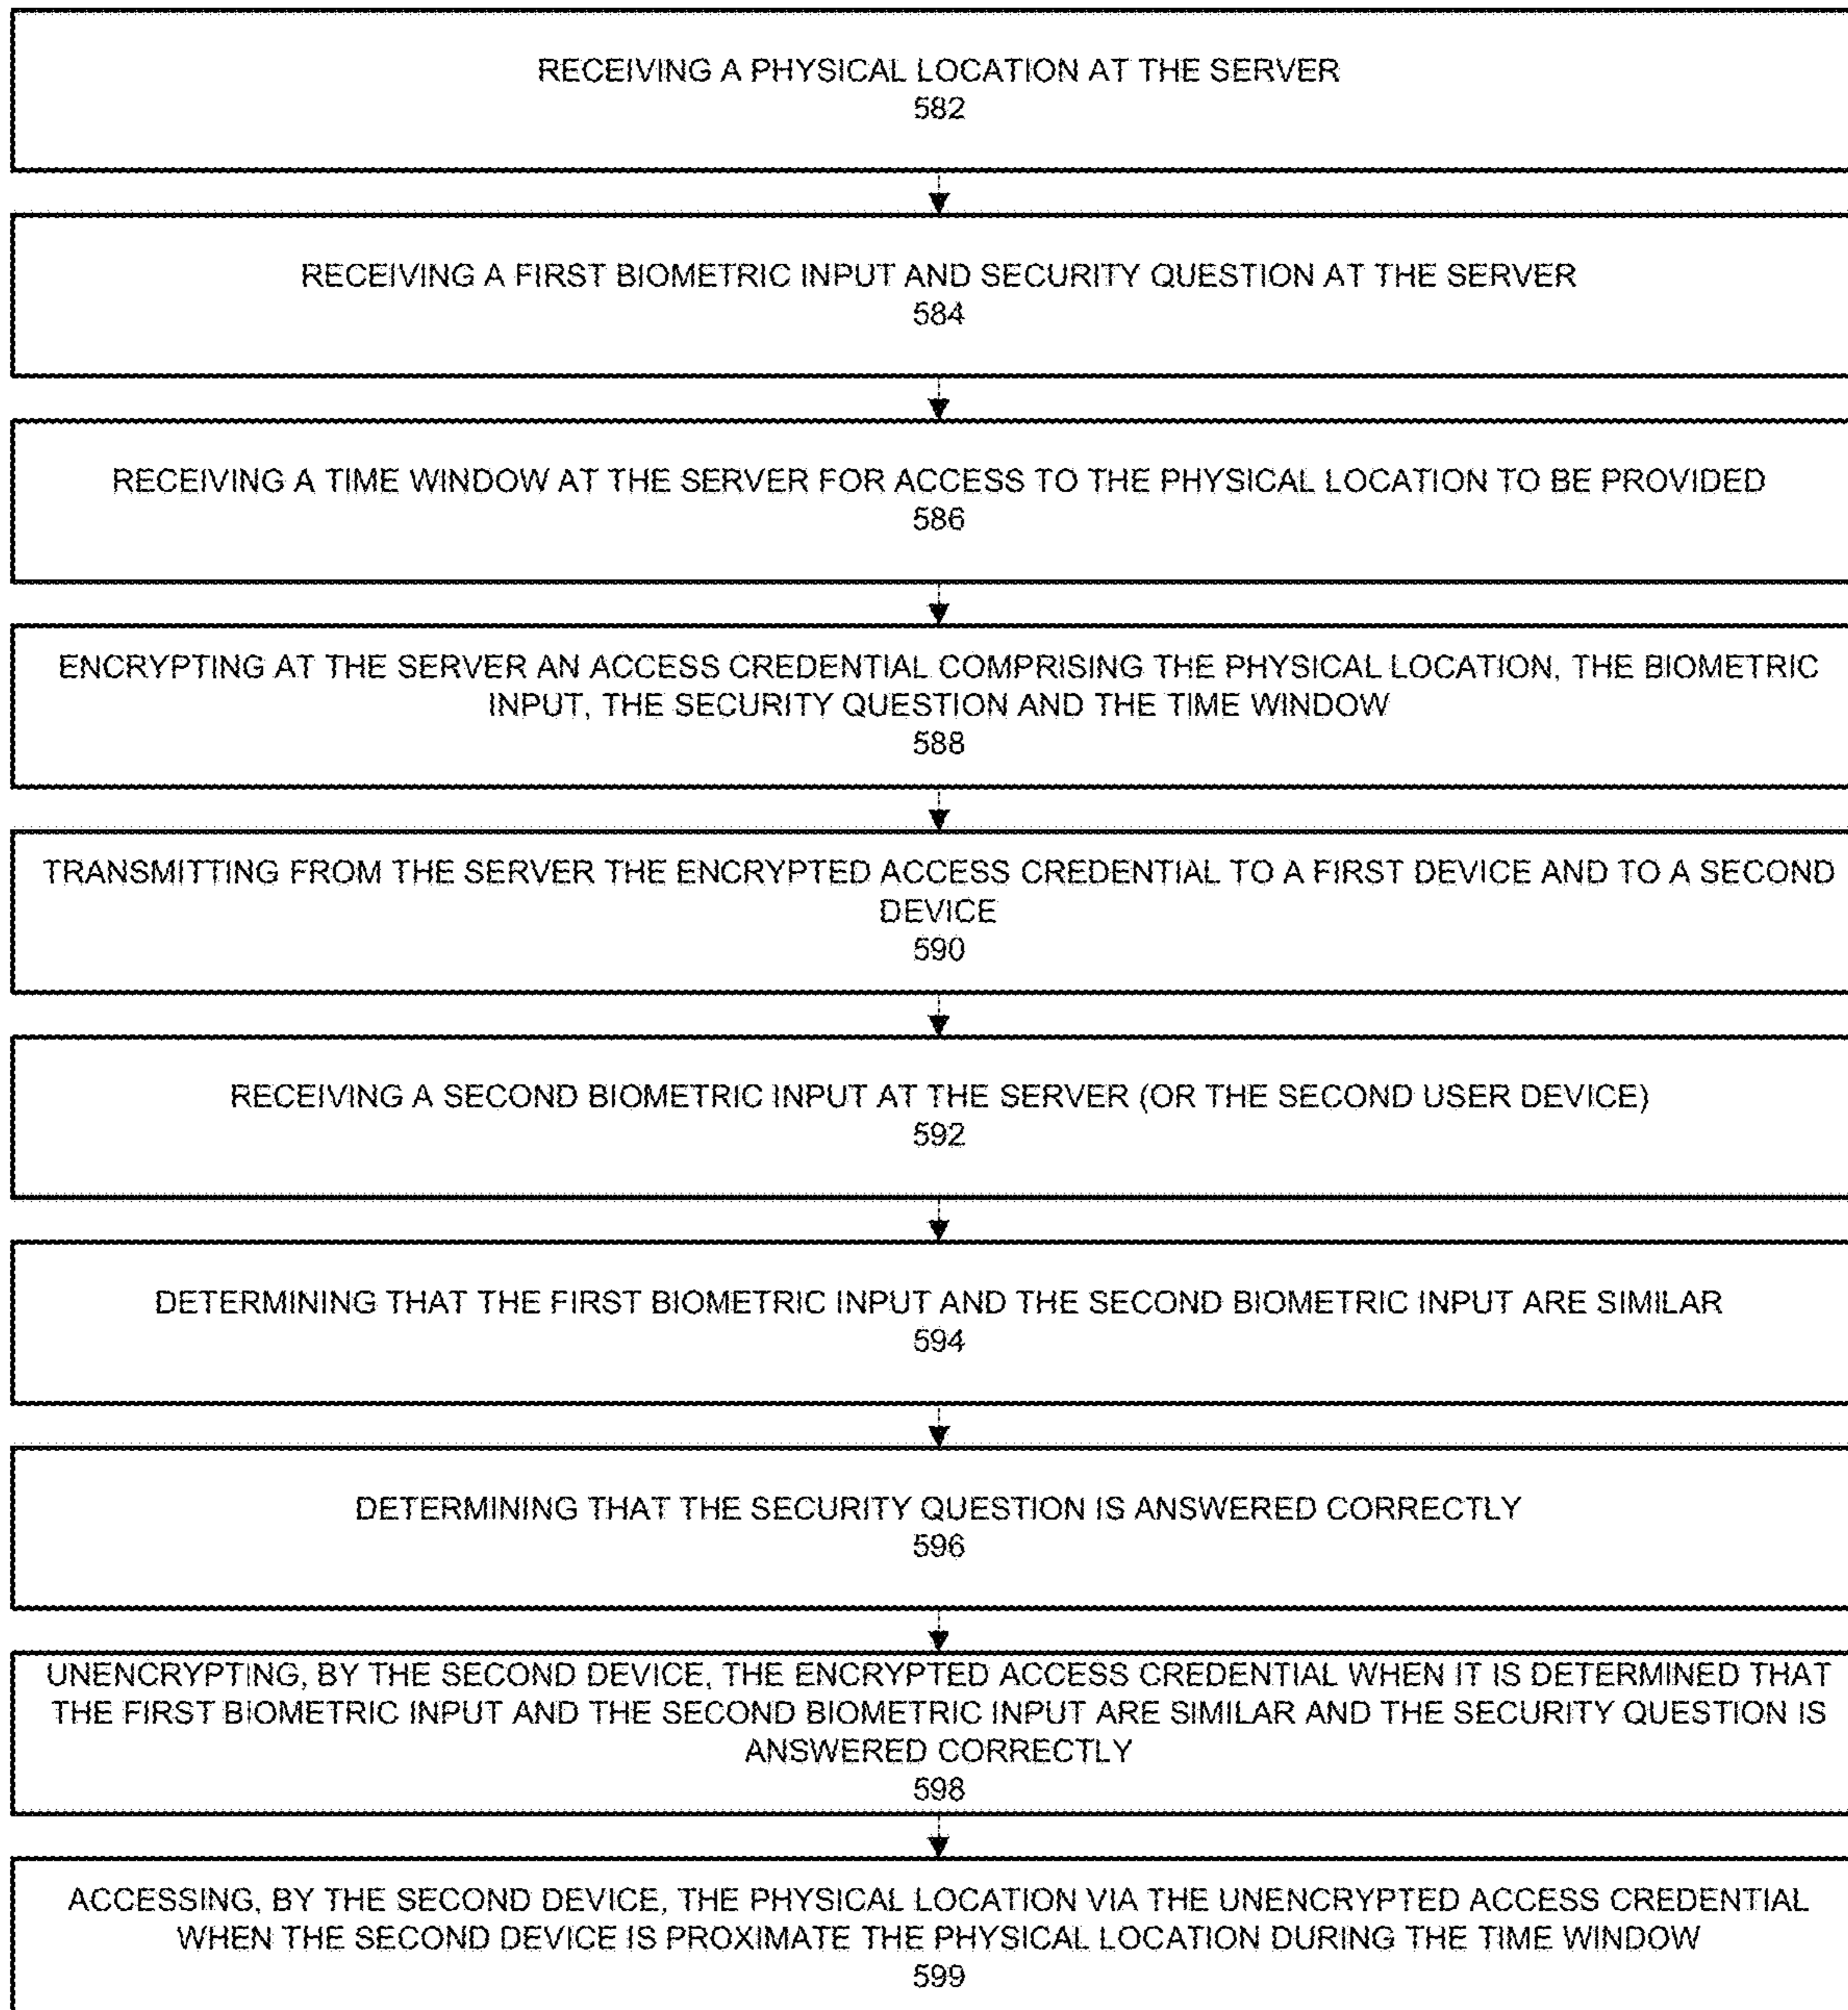 RECEIVING A PHYSICAL LOCATION AT THE SERVER
582
RECEIVING A FIRST BIOMETRIC INPUT AND SECURITY QUESTION AT THE SERVER
584
RECEIVING A TIME WINDOW AT THE SERVER FOR ACCESS TO THE PHYSICAL LOCATION TO BE PROVIDED
586
ENCRYPTING AT THE SERVER AN ACCESS CREDENTIAL COMPRISING THE PHYSICAL LOCATION, THE BIOMETRIC
INPUT, THE SECURITY QUESTION AND THE TIME WINDOW
588
TRANSMITTING FROM THE SERVER THE ENCRYPTED ACCESS CREDENTIAL TO A FIRST DEVICE AND TO A SECOND
DEVICE
590
RECEIVING A SECOND BIOMETRIC INPUT AT THE SERVER (OR THE SECOND USER DEVICE)
592
DETERMINING THAT THE FIRST BIOMETRIC INPUT AND THE SECOND BIOMETRIC INPUT ARE SIMILAR
594
DETERMINING THAT THE SECURITY QUESTION IS ANSWERED CORRECTLY
596
UNENCRYPTING, BY THE SECOND DEVICE, THE ENCRYPTED ACCESS CREDENTIAL WHEN IT IS DETERMINED THAT
THE FIRST BIOMETRIC INPUT AND THE SECOND BIOMETRIC INPUT ARE SIMILAR AND THE SECURITY QUESTION IS
ANSWERED CORRECTLY
598
ACCESSING, BY THE SECOND DEVICE, THE PHYSICAL LOCATION VIA THE UNENCRYPTED ACCESS CREDENTIAL
WHEN THE SECOND DEVICE IS PROXIMATE THE PHYSICAL LOCATION DURING THE TIME WINDOW
599